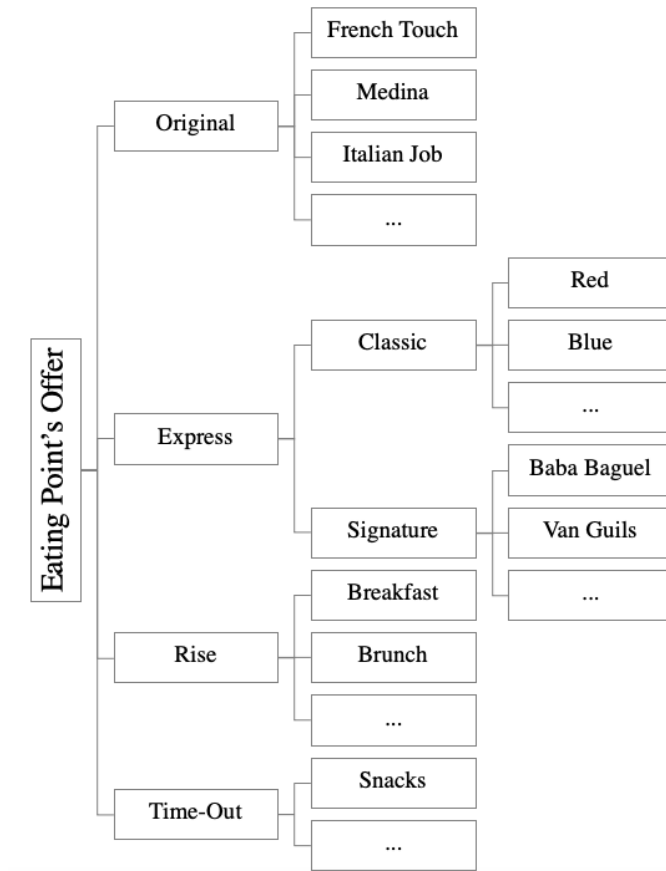 Eating Point's Offer
Original
French Touch
Medina
Italian Job
...
Express
Classic
Red
Blue
...
Signature
Baba Baguel
Van Guils
...
Rise
Breakfast
Brunch
...
Time-Out
Snacks
...